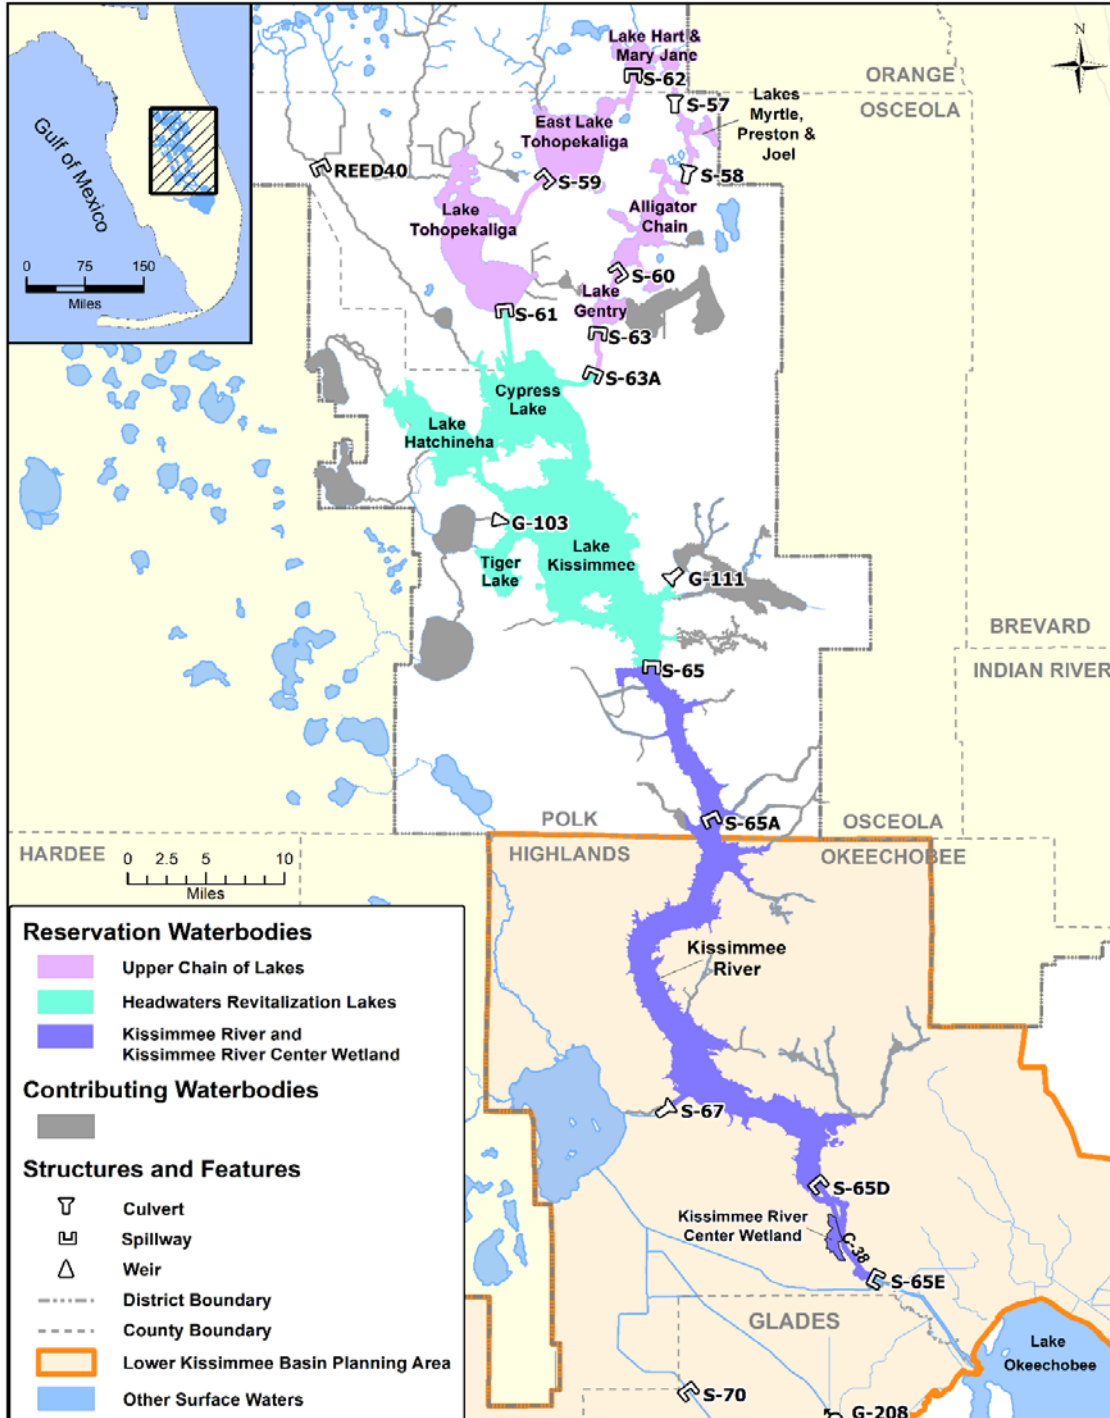 N
Lake Hart &
Mary Jane
S-62
ORANGE
OSCEOLA
S-57
Lakes
Myrtle,
Preston &
Joel
East Lake
Tohopekaliga
REED40
S-59
S-58
Gulf of Mexico
Lake
Tohopekaliga
Alligator
Chain
0 75 150
Miles
S-60
Lake
Gentry
S-61
S-63
S-63A
Cypress
Lake
Lake
Hatchineha
G-103
Lake
Kissimmee
Tiger
Lake
G-111
BREVARD
INDIAN RIVER
S-65
POLK
S-65A
OSCEOLA
HARDEE
HIGHLANDS
OKEECHOBEE
0 2.5 5 10
Miles
Kissimmee
River
Reservation Waterbodies
Upper Chain of Lakes
Headwaters Revitalization Lakes
Kissimmee River and
Kissimmee River Center Wetland
Contributing Waterbodies
Structures and Features
Culvert
Spillway
Weir
District Boundary
County Boundary
Lower Kissimmee Basin Planning Area
Other Surface Waters
S-67
S-65D
Kissimmee River
Center Wetland
C-38
S-65E
GLADES
Lake
Okeechobee
S-70
G-208